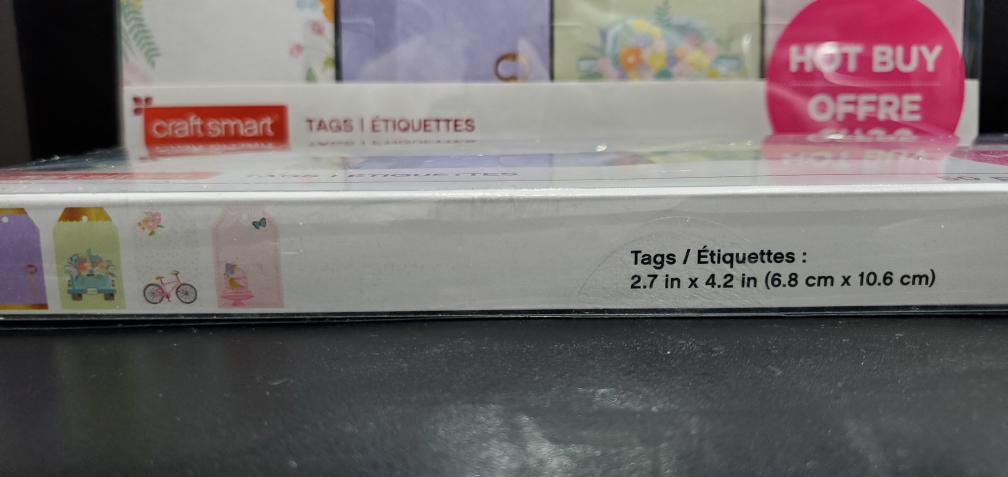 HOT BUY
OFFRE
craft smart
TAGS | ÉTIQUETTES
Tags / Étiquettes :
2.7 in x 4.2 in (6.8 cm x 10.6 cm)